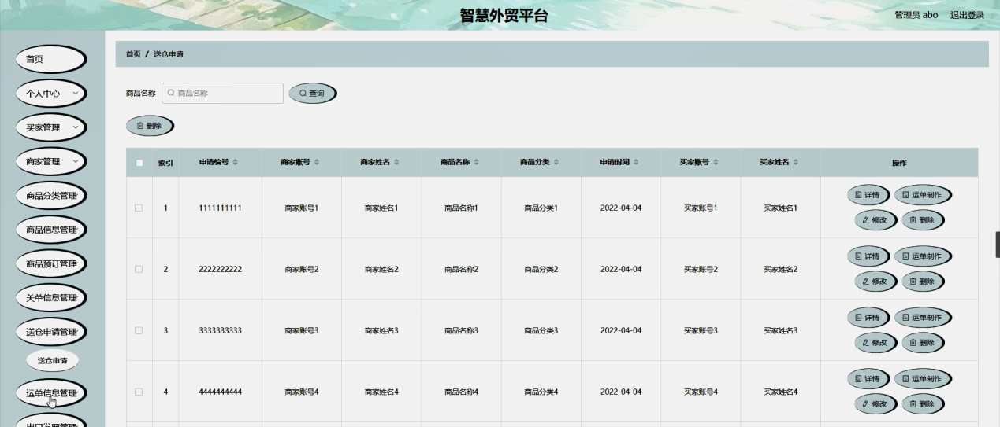 智慧外贸平台
管理员 abo 退出登录
首页
个人中心
买家管理
商家管理
商品分类管理
商品信息管理
商品预订管理
关单信息管理
送仓申请管理
送仓申请
运单信息管理
出口发票管理
首页 / 送仓申请
商品名称 商品名称 查询
删除
索引 申请编号 商家账号 商家姓名 商品名称 商品分类 申请时间 买家账号 买家姓名 操作
1 1111111111 商家账号1 商家姓名1 商品名称1 商品分类1 2022-04-04 买家账号1 买家姓名1 详情 运单制作
修改 删除
2 2222222222 商家账号2 商家姓名2 商品名称2 商品分类2 2022-04-04 买家账号2 买家姓名2 详情 运单制作
修改 删除
3 3333333333 商家账号3 商家姓名3 商品名称3 商品分类3 2022-04-04 买家账号3 买家姓名3 详情 运单制作
修改 删除
4 4444444444 商家账号4 商家姓名4 商品名称4 商品分类4 2022-04-04 买家账号4 买家姓名4 详情 运单制作
修改 删除